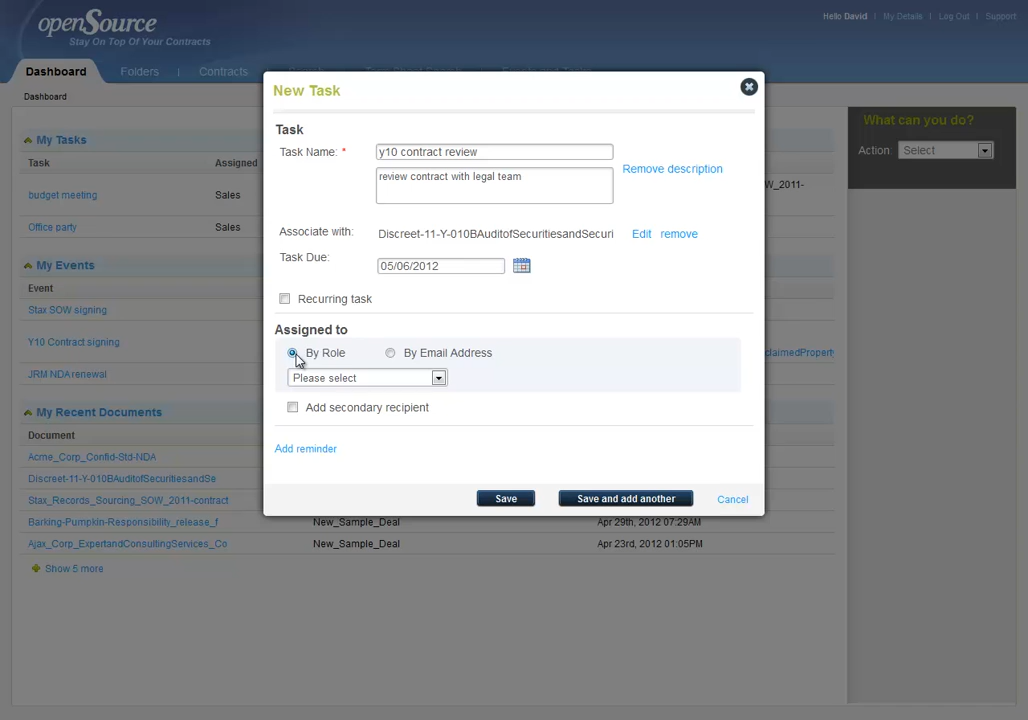 openSource
Stay On Top Of Your Contracts
Hello David | My Details | Log Out | Support
Dashboard Folders | Contracts
Dashboard
New Task
Task
Task Name: * y10 contract review
review contract with legal team
Remove description
Associate with: Discreet-11-Y-010BAuditofSecuritiesandSecuri Edit remove
Task Due: 05/06/2012
Recurring task
Assigned to
By Role By Email Address
Please select
Add secondary recipient
Add reminder
Save Save and add another Cancel
My Tasks
Task Assigned
budget meeting Sales W_2011-
Office party Sales
My Events
Event
Stax SOW signing
Y10 Contract signing claimedProperty
JRM NDA renewal
My Recent Documents
Document
Acme_Corp_Confid-Std-NDA
Discreet-11-Y-010BAuditofSecuritiesandSe
Stax_Records_Sourcing_SOW_2011-contract
Barking-Pumpkin-Responsibility_release_f New_Sample_Deal Apr 29th, 2012 07:29AM
Ajax_Corp_ExpertandConsultingServices_Co New_Sample_Deal Apr 23rd, 2012 01:05PM
Show 5 more
What can you do?
Action: Select